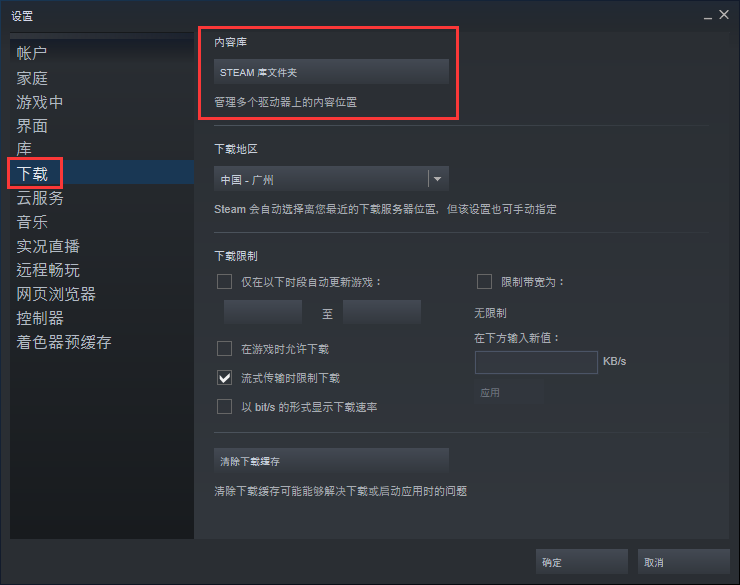 设置
帐户
家庭
游戏中
界面
库
下载
云服务
音乐
实况直播
远程畅玩
网页浏览器
控制器
着色器预缓存
内容库
STEAM 库文件夹
管理多个驱动器上的内容位置
下载地区
中国 - 广州
Steam 会自动选择离您最近的下载服务器位置，但该设置也可手动指定
下载限制
仅在以下时段自动更新游戏：
至
在游戏时允许下载
流式传输时限制下载
以 bit/s 的形式显示下载速率
限制带宽为：
无限制
在下方输入新值：
KB/s
应用
清除下载缓存
清除下载缓存可能能够解决下载或启动应用时的问题
确定
取消